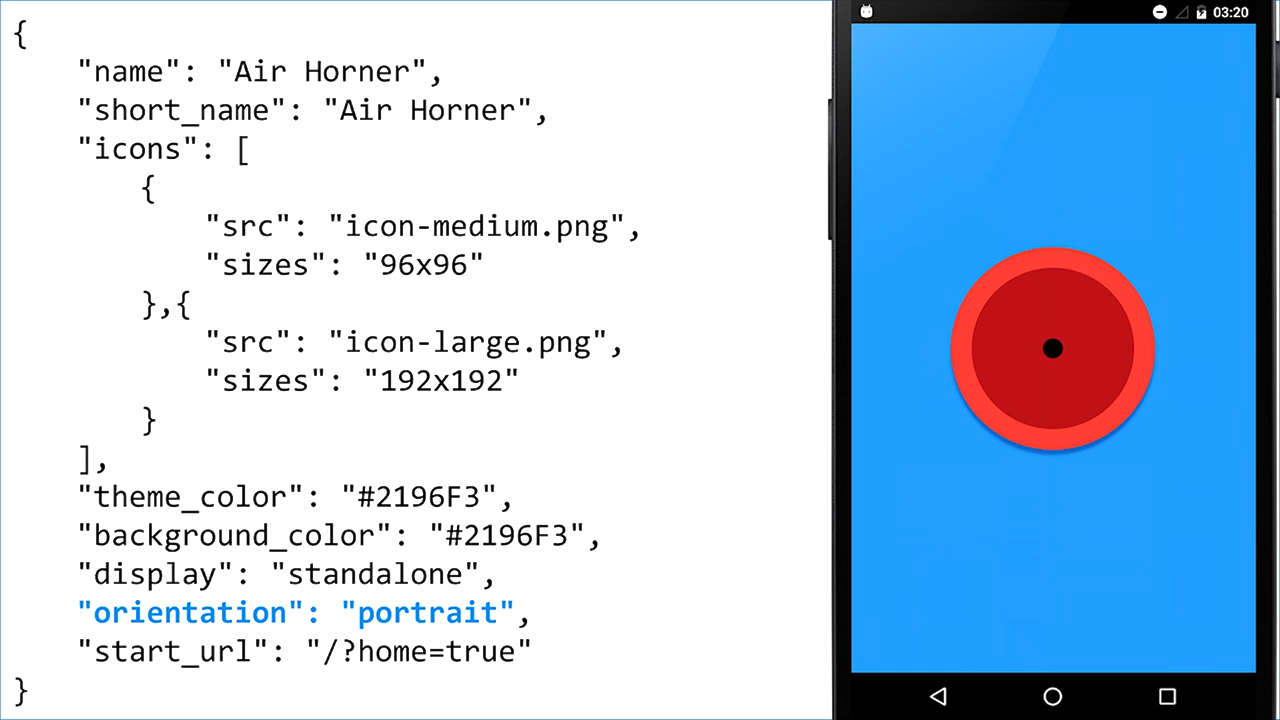 {
"name": "Air Horner",
"short_name": "Air Horner",
"icons": [
{
"src": "icon-medium.png",
"sizes": "96x96"
},{
"src": "icon-large.png",
"sizes": "192x192"
}
],
"theme_color": "#2196F3",
"background_color": "#2196F3",
"display": "standalone",
"orientation": "portrait",
"start_url": "/?home=true"
}
03:20